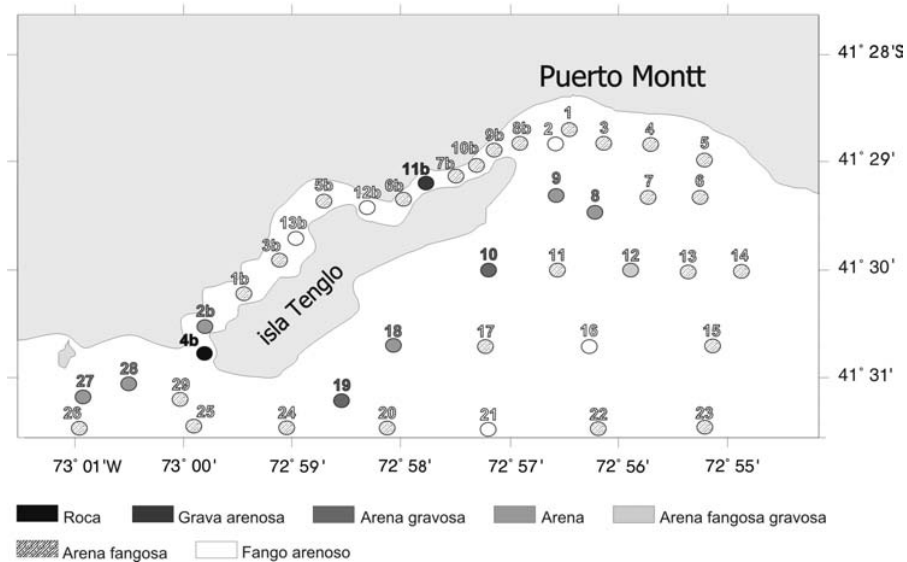 41° 28'S
Puerto Montt
1
8b 2 3 4
9b 5
10b
41° 29'
7b
11b
5b 12b 6b 9 8 7 6
13b
3b
10 11 12 13 14
41° 30'
1b
isla Tenglo
2b
4b
18 17 16 15
28
27 29 19
41° 31'
26 25 24 20 21 22 23
73° 01'W 73° 00' 72° 59' 72° 58' 72° 57' 72° 56' 72° 55'
Roca Grava arenosa Arena gravosa Arena Arena fangosa gravosa
Arena fangosa Fango arenoso